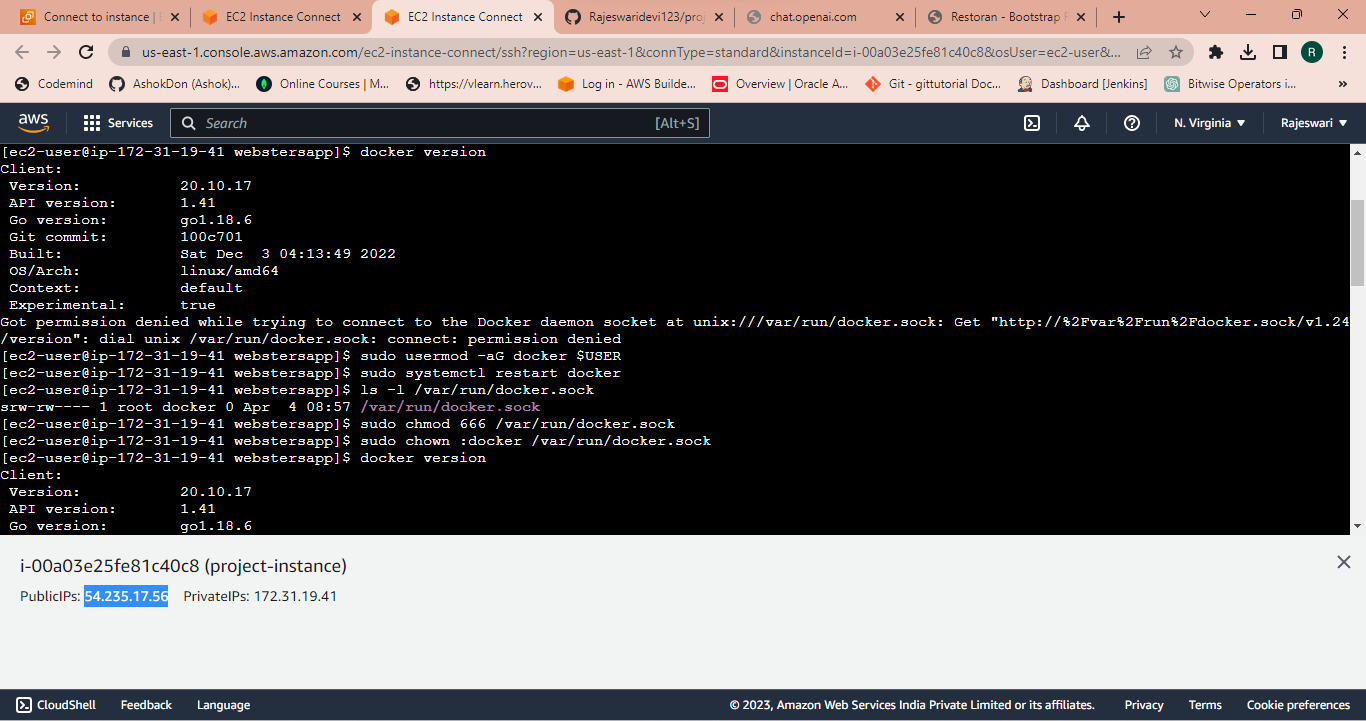 Connect to instance |
EC2 Instance Connect
EC2 Instance Connect
Rajeswaridevi123/proj
chat.openai.com
Restoran - Bootstrap F
us-east-1.console.aws.amazon.com/ec2-instance-connect/ssh?region=us-east-1&connType=standard&instanceId=i-00a03e25fe81c40c8&osUser=ec2-user&...
R
Codemind
AshokDon (Ashok)...
Online Courses | M...
https://vlearn.herov...
Log in - AWS Builde...
Overview | Oracle A...
Git - gittutorial Doc...
Dashboard [Jenkins]
Bitwise Operators i...
»
aws
Services
Search
[Alt+S]
N. Virginia
Rajeswari
[ec2-user@ip-172-31-19-41 webstersapp]$ docker version
Client:
Version: 20.10.17
API version: 1.41
Go version: go1.18.6
Git commit: 100c701
Built: Sat Dec  3 04:13:49 2022
OS/Arch: linux/amd64
Context: default
Experimental: true
Got permission denied while trying to connect to the Docker daemon socket at unix:///var/run/docker.sock: Get "http://%2Fvar%2Frun%2Fdocker.sock/v1.24
/version": dial unix /var/run/docker.sock: connect: permission denied
[ec2-user@ip-172-31-19-41 webstersapp]$ sudo usermod -aG docker $USER
[ec2-user@ip-172-31-19-41 webstersapp]$ sudo systemctl restart docker
[ec2-user@ip-172-31-19-41 webstersapp]$ ls -l /var/run/docker.sock
srw-rw---- 1 root docker 0 Apr  4 08:57 /var/run/docker.sock
[ec2-user@ip-172-31-19-41 webstersapp]$ sudo chmod 666 /var/run/docker.sock
[ec2-user@ip-172-31-19-41 webstersapp]$ sudo chown :docker /var/run/docker.sock
[ec2-user@ip-172-31-19-41 webstersapp]$ docker version
Client:
Version: 20.10.17
API version: 1.41
Go version: go1.18.6
i-00a03e25fe81c40c8 (project-instance)
PublicIPs: 54.235.17.56 PrivateIPs: 172.31.19.41
CloudShell
Feedback
Language
© 2023, Amazon Web Services India Private Limited or its affiliates.
Privacy
Terms
Cookie preferences